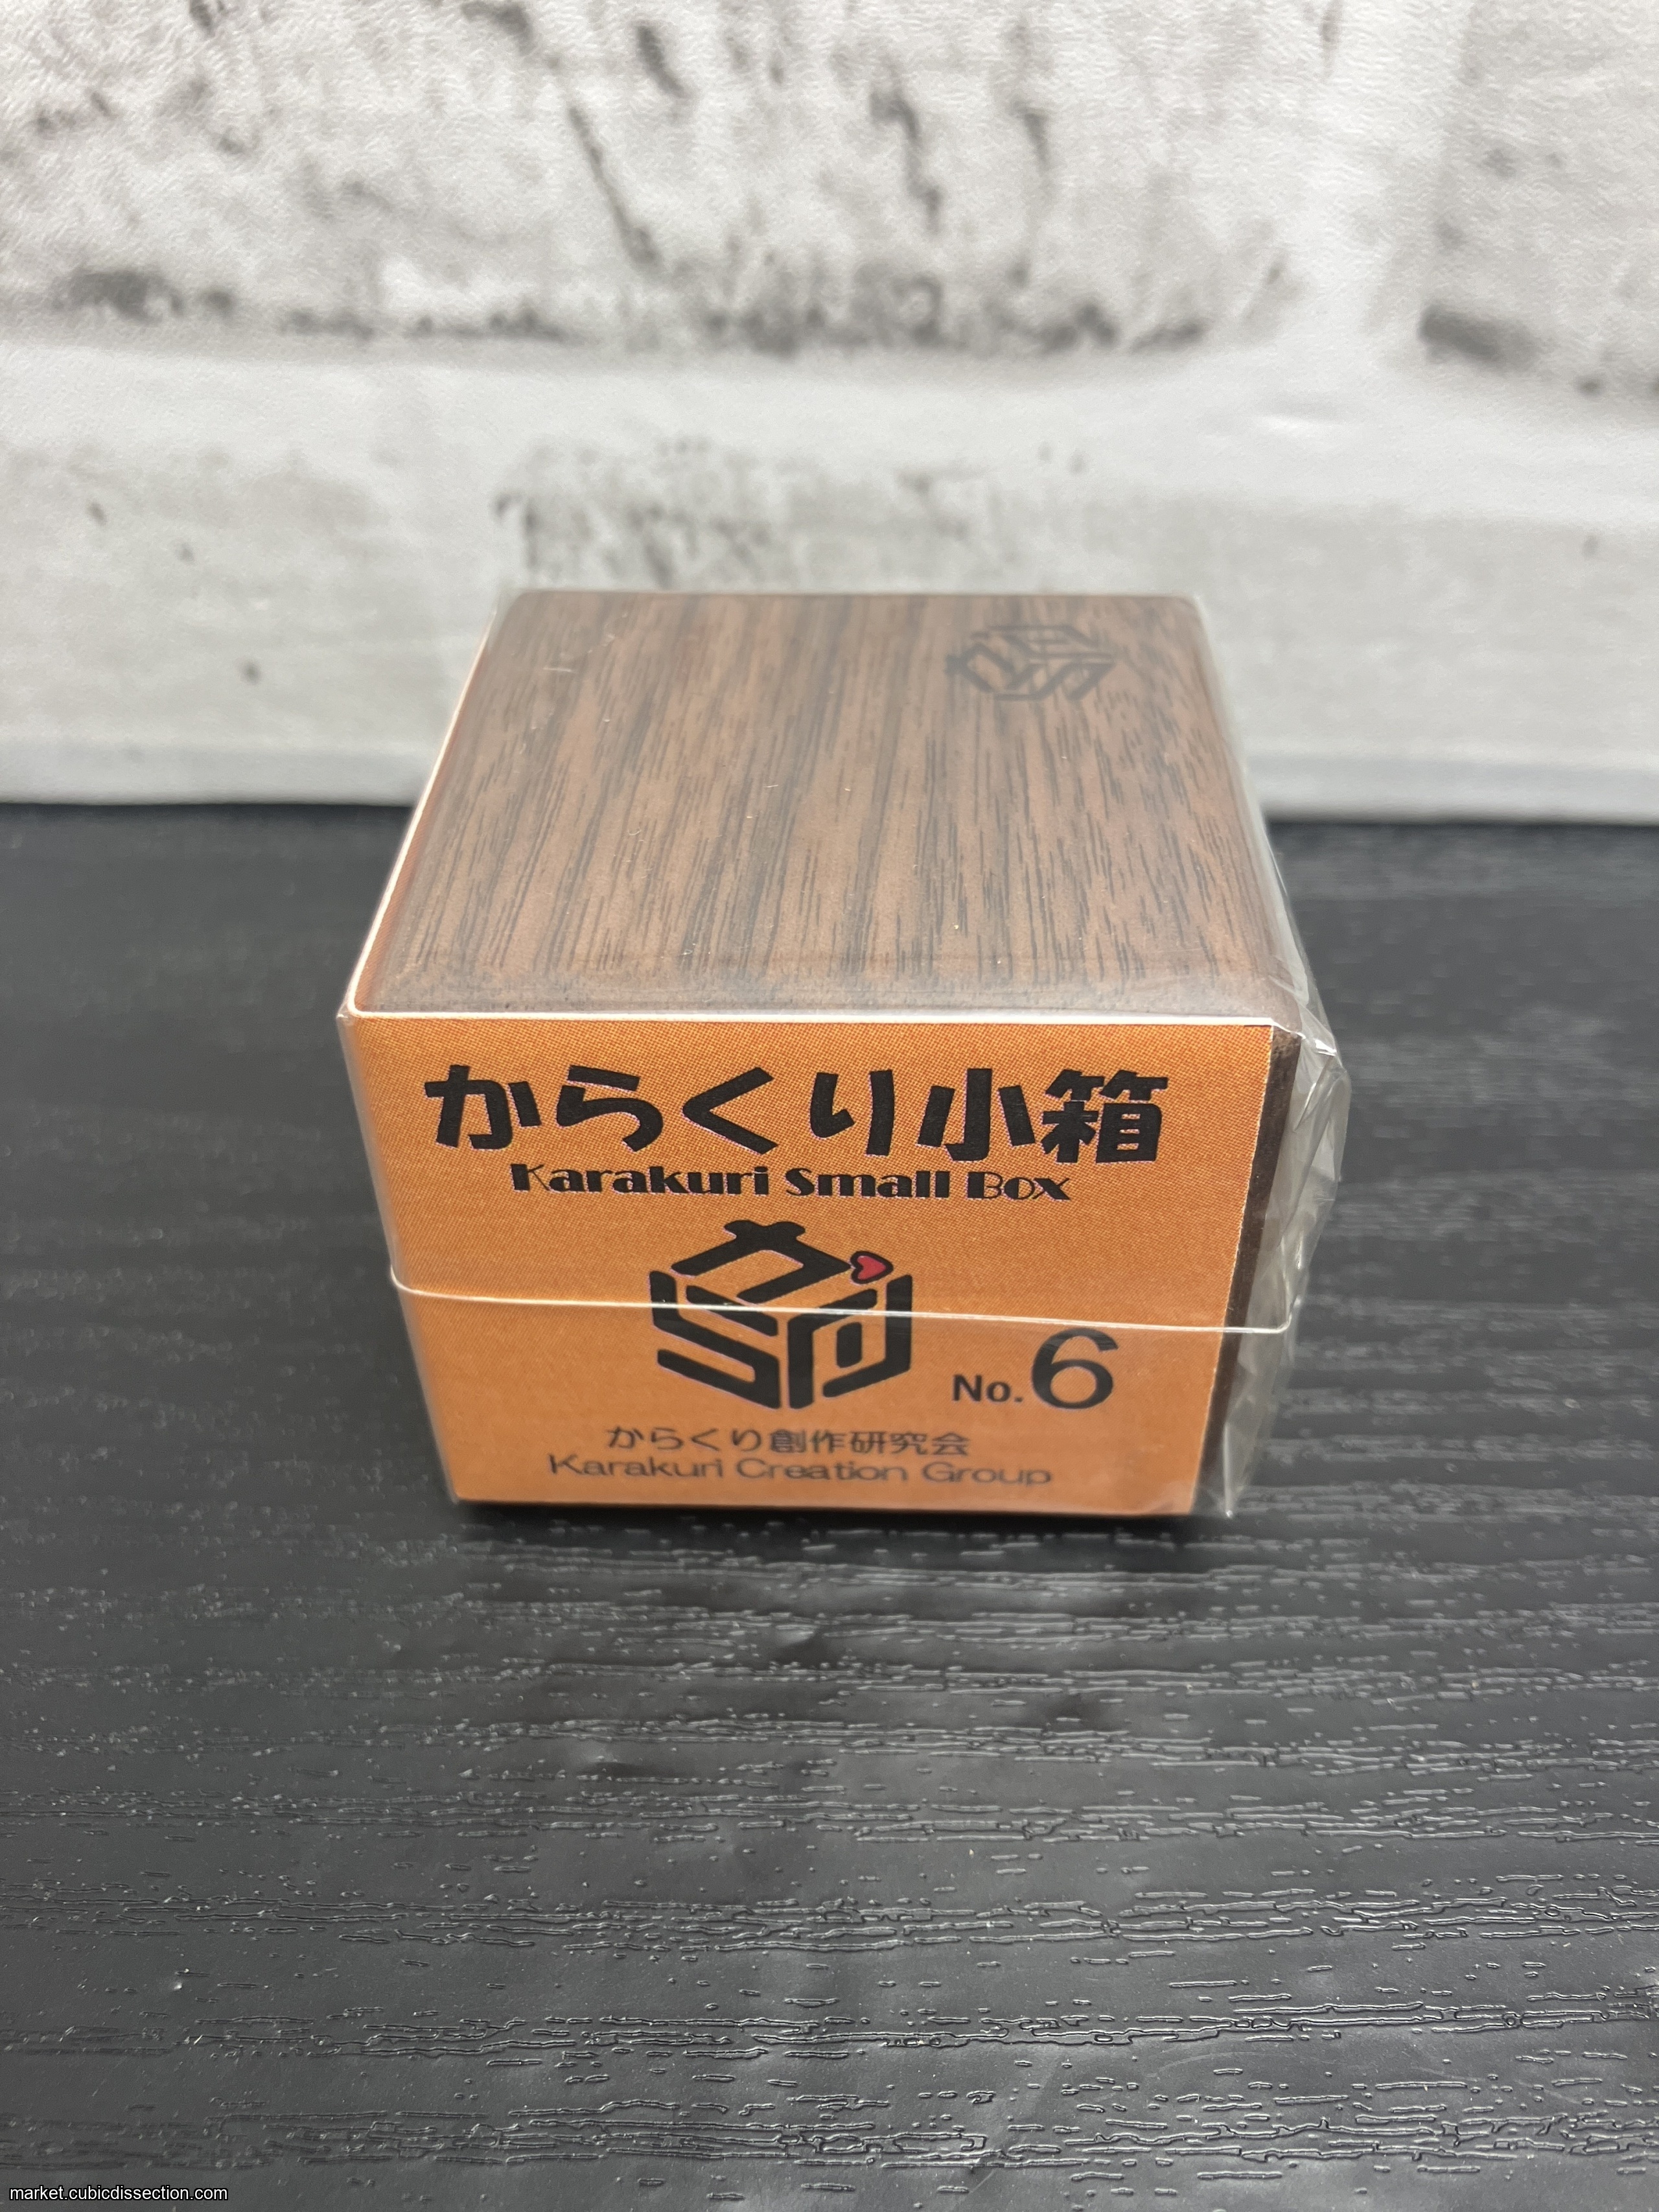 からくり小箱
Karakuri Small Box
No.6
からくり創作研究会
Karakuri Creation Group
market.cubicdissection.com